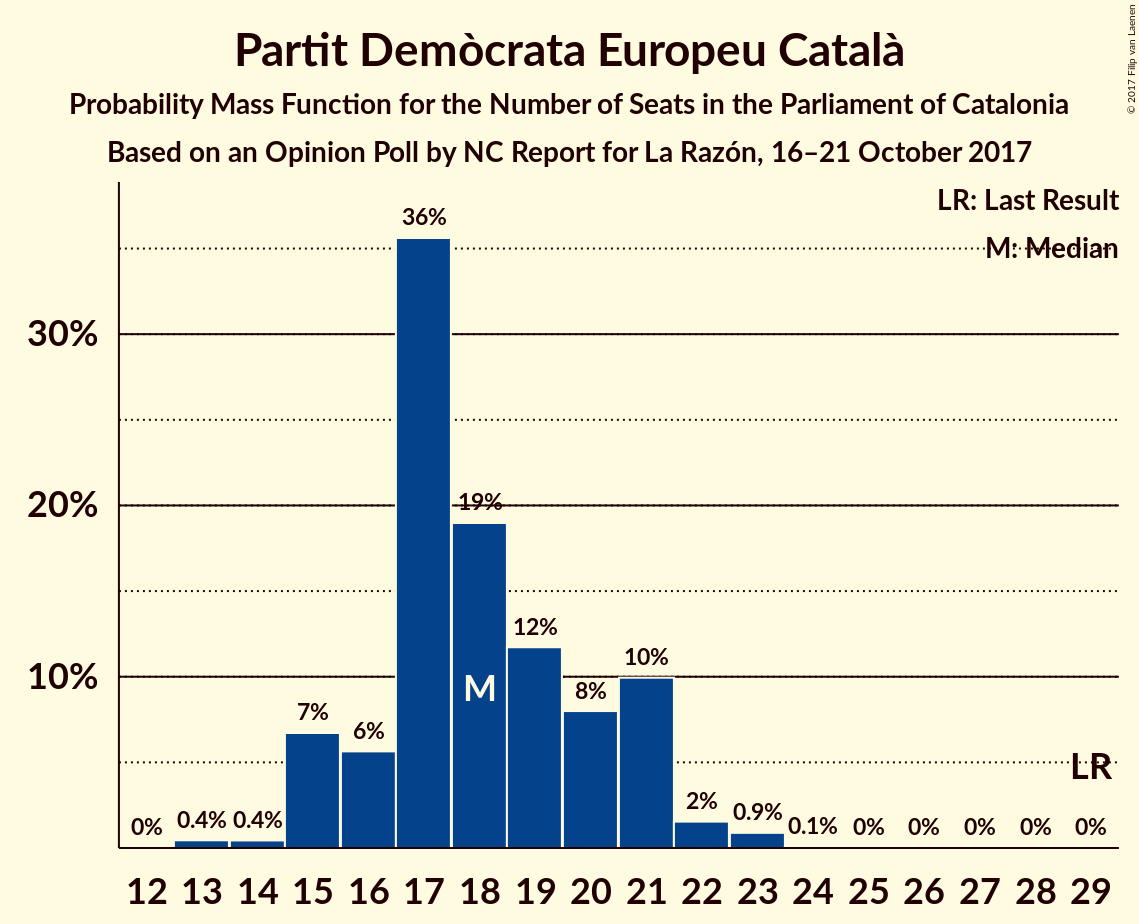 Partit Demòcrata Europeu Català
Probability Mass Function for the Number of Seats in the Parliament of Catalonia
Based on an Opinion Poll by NC Report for La Razón, 16–21 October 2017
© 2017 Filip van Laenen
LR: Last Result
M: Median
30%
20%
10%
0%
0.4%
0.4%
7%
6%
36%
19%
12%
8%
10%
2%
0.9%
0.1%
0%
0%
0%
0%
0%
M
LR
12 13 14 15 16 17 18 19 20 21 22 23 24 25 26 27 28 29